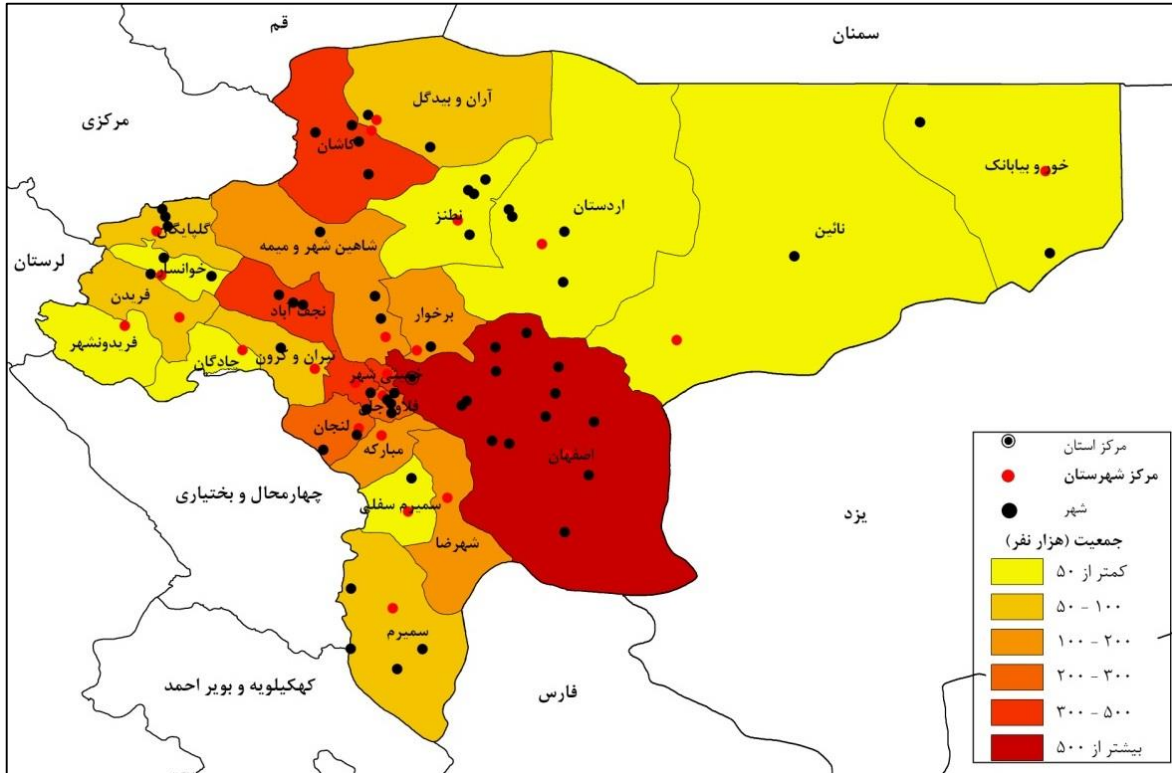 قم
سمنان
مرکزی
آران و بیدگل
کاشان
خور و بیابانک
نطنز
اردستان
نائین
گلپایگان
شاهین شهر و میمه
لرستان
خوانسار
فریدن
نجف آباد
برخوار
فریدونشهر
چادگان
تیران و کرون
خمینی شهر
فلاورجان
لنجان
مبارکه
اصفهان
چهارمحال و بختیاری
سمیرم سفلی
یزد
شهرضا
سمیرم
کهکیلویه و بویر احمد
فارس
مرکز استان
مرکز شهرستان
شهر
جمعیت (هزار نفر)
کمتر از ۵۰
۵۰ - ۱۰۰
۱۰۰ - ۲۰۰
۲۰۰ - ۳۰۰
۳۰۰ - ۵۰۰
بیشتر از ۵۰۰